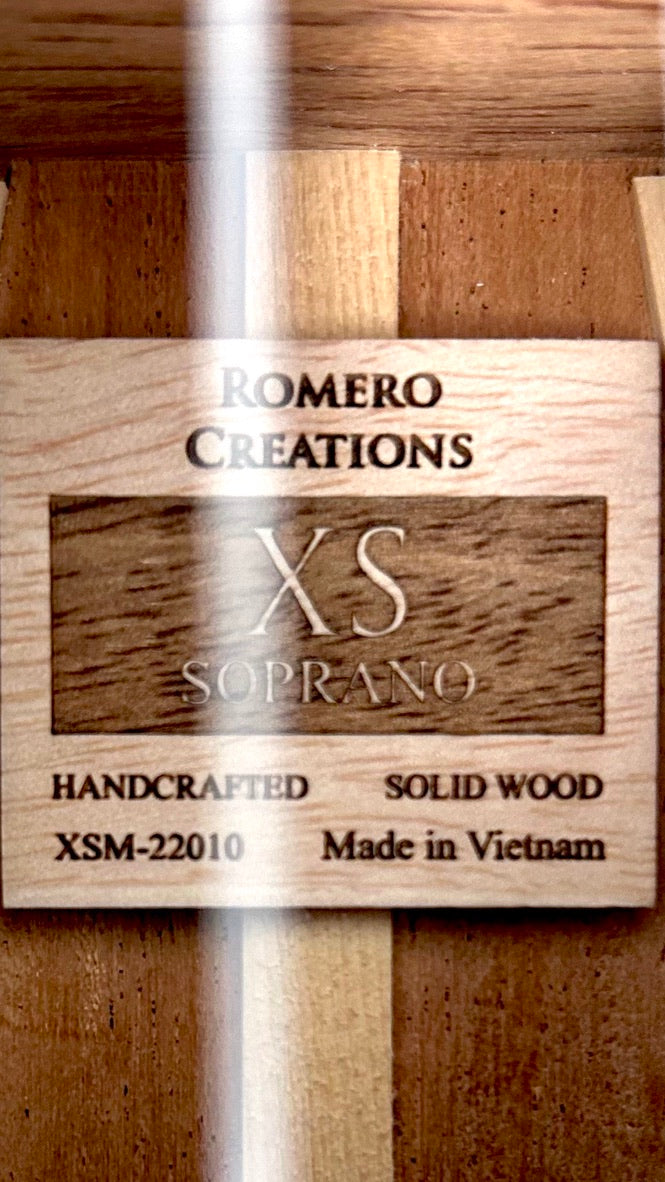 ROMERO
CREATIONS
XS
SOPRANO
HANDCRAFTED SOLID WOOD
XSM-22010 Made in Vietnam